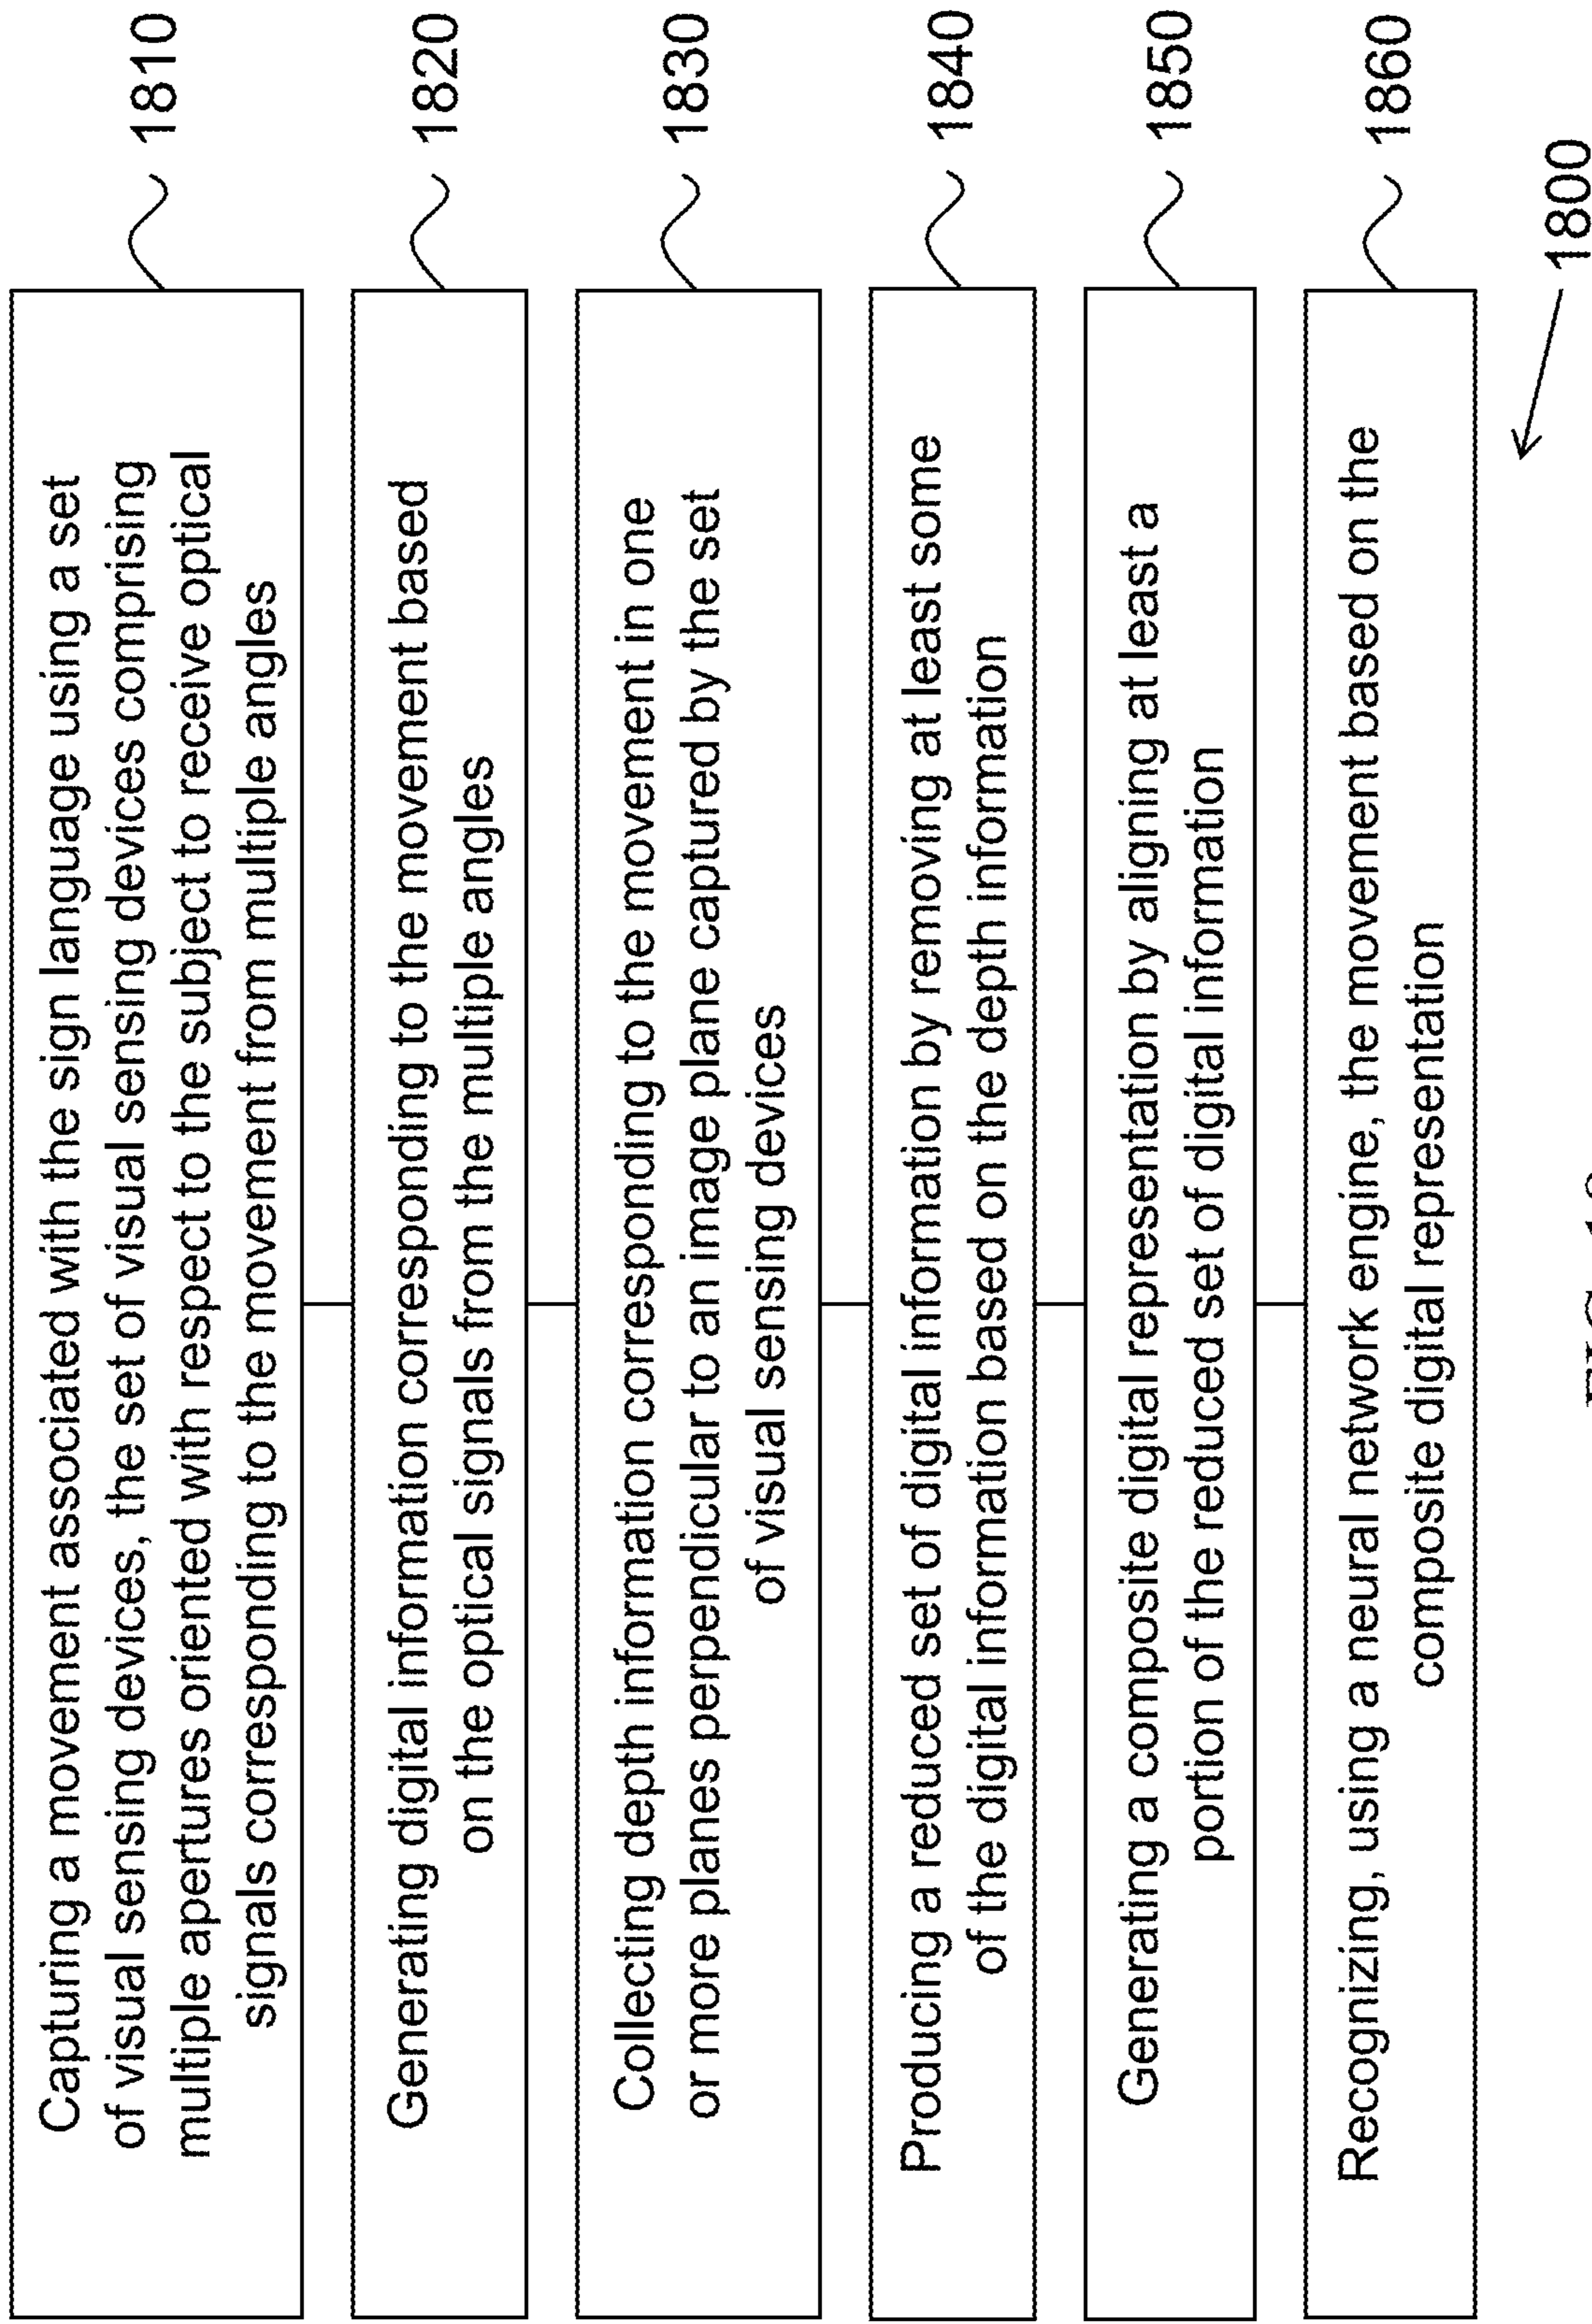 Capturing a movement associated with the sign language using a set
of visual sensing devices, the set of visual sensing devices comprising
multiple apertures oriented with respect to the subject to receive optical
signals corresponding to the movement from multiple angles
1810
Generating digital information corresponding to the movement based
on the optical signals from the multiple angles
1820
Collecting depth information corresponding to the movement in one
or more planes perpendicular to an image plane captured by the set
of visual sensing devices
1830
Producing a reduced set of digital information by removing at least some
of the digital information based on the depth information
1840
Generating a composite digital representation by aligning at least a
portion of the reduced set of digital information
1850
Recognizing, using a neural network engine, the movement based on the
composite digital representation
1860
1800